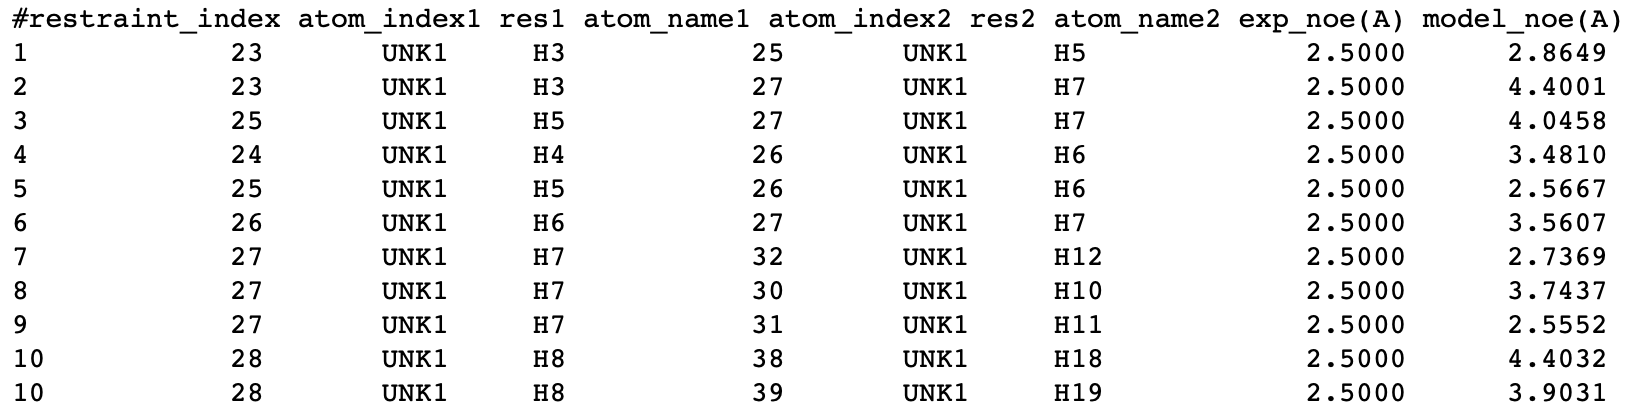 #restraint_index atom_index1 res1 atom_name1 atom_index2 res2 atom_name2 exp_noe(A) model_noe(A)
1 23 UNK1 H3 25 UNK1 H5 2.5000 2.8649
2 23 UNK1 H3 27 UNK1 H7 2.5000 4.4001
3 25 UNK1 H5 27 UNK1 H7 2.5000 4.0458
4 24 UNK1 H4 26 UNK1 H6 2.5000 3.4810
5 25 UNK1 H5 26 UNK1 H6 2.5000 2.5667
6 26 UNK1 H6 27 UNK1 H7 2.5000 3.5607
7 27 UNK1 H7 32 UNK1 H12 2.5000 2.7369
8 27 UNK1 H7 30 UNK1 H10 2.5000 3.7437
9 27 UNK1 H7 31 UNK1 H11 2.5000 2.5552
10 28 UNK1 H8 38 UNK1 H18 2.5000 4.4032
10 28 UNK1 H8 39 UNK1 H19 2.5000 3.9031